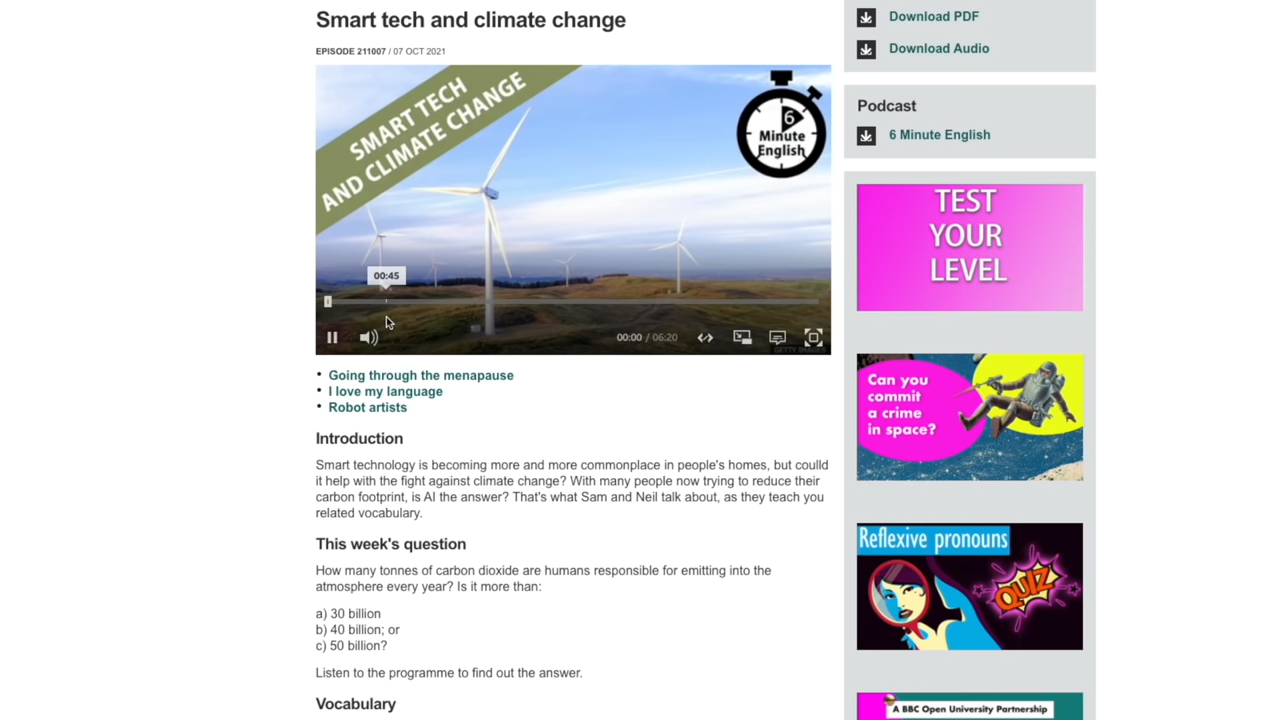 Smart tech and climate change
EPISODE 211007 / 07 OCT 2021
SMART TECH
AND CLIMATE CHANGE
6
Minute
English
00:45
00:00 / 06:20
GETTY IMAGES
Going through the menapause
I love my language
Robot artists
Introduction
Smart technology is becoming more and more commonplace in people's homes, but coulld
it help with the fight against climate change? With many people now trying to reduce their
carbon footprint, is AI the answer? That's what Sam and Neil talk about, as they teach you
related vocabulary.
This week's question
How many tonnes of carbon dioxide are humans responsible for emitting into the
atmosphere every year? Is it more than:
a) 30 billion
b) 40 billion; or
c) 50 billion?
Listen to the programme to find out the answer.
Vocabulary
Download PDF
Download Audio
Podcast
6 Minute English
TEST
YOUR
LEVEL
Can you
commit
a crime
in space?
Reflexive pronouns
QUIZ
A BBC Open University Partnership